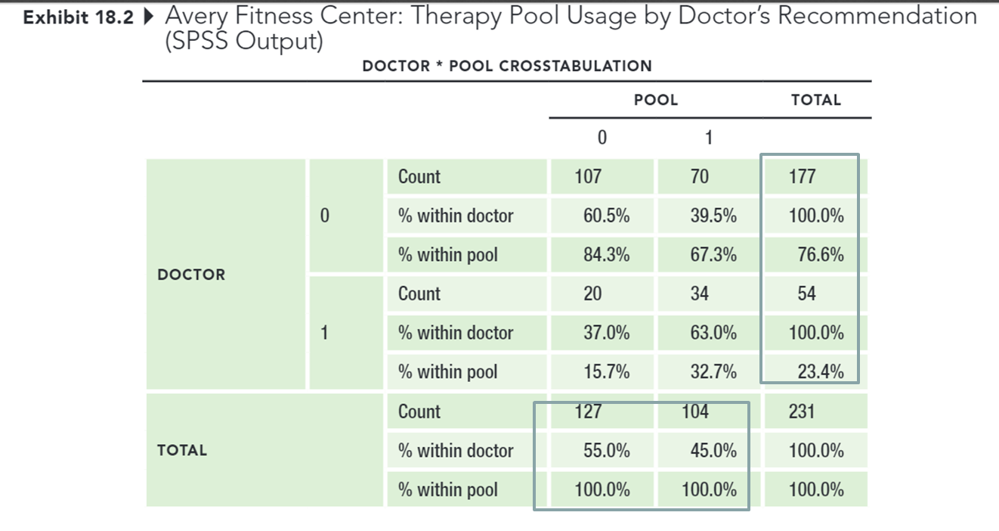 Exhibit 18.2 ▶ Avery Fitness Center: Therapy Pool Usage by Doctor’s Recommendation
(SPSS Output)
DOCTOR * POOL CROSSTABULATION
POOL TOTAL
0 1
Count 107 70 177
0 % within doctor 60.5% 39.5% 100.0%
% within pool 84.3% 67.3% 76.6%
DOCTOR
Count 20 34 54
1 % within doctor 37.0% 63.0% 100.0%
% within pool 15.7% 32.7% 23.4%
Count 127 104 231
TOTAL % within doctor 55.0% 45.0% 100.0%
% within pool 100.0% 100.0% 100.0%